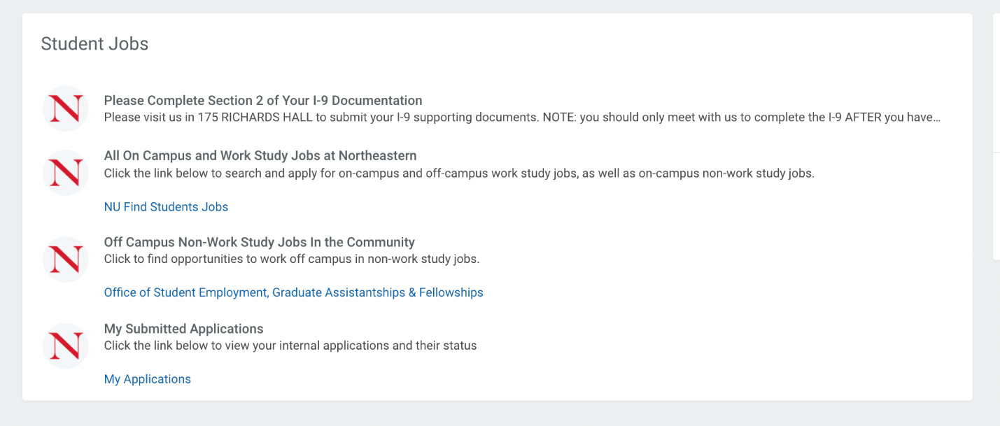 Student Jobs
N
Please Complete Section 2 of Your I-9 Documentation
Please visit us in 175 RICHARDS HALL to submit your I-9 supporting documents. NOTE: you should only meet with us to complete the I-9 AFTER you have...
N
All On Campus and Work Study Jobs at Northeastern
Click the link below to search and apply for on-campus and off-campus work study jobs, as well as on-campus non-work study jobs.
NU Find Students Jobs
N
Off Campus Non-Work Study Jobs In the Community
Click to find opportunities to work off campus in non-work study jobs.
Office of Student Employment, Graduate Assistantships & Fellowships
N
My Submitted Applications
Click the link below to view your internal applications and their status
My Applications